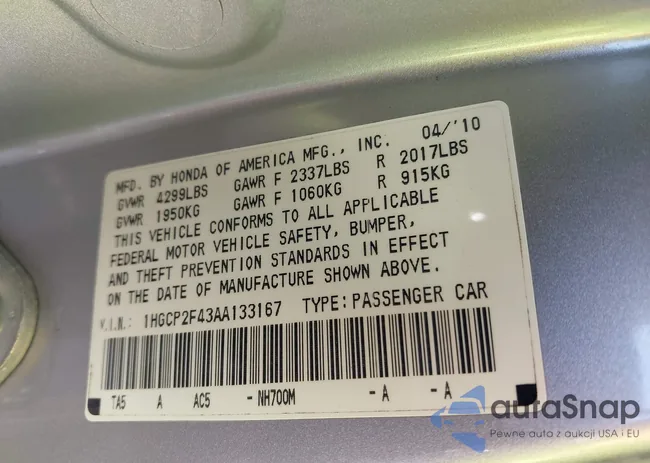 MFD. BY HONDA OF AMERICA MFG., INC. 04/'10
GVWR 4299LBS GAWR F 2337LBS R 2017LBS
GVWR 1950KG GAWR F 1060KG R 915KG
THIS VEHICLE CONFORMS TO ALL APPLICABLE
FEDERAL MOTOR VEHICLE SAFETY, BUMPER,
AND THEFT PREVENTION STANDARDS IN EFFECT
ON THE DATE OF MANUFACTURE SHOWN ABOVE.
V.I.N.: 1HGCP2F43AA133167 TYPE: PASSENGER CAR
TA5 A AC5 -NH700M -A -A
autaSnap
Pewne auto z aukcji USA i EU